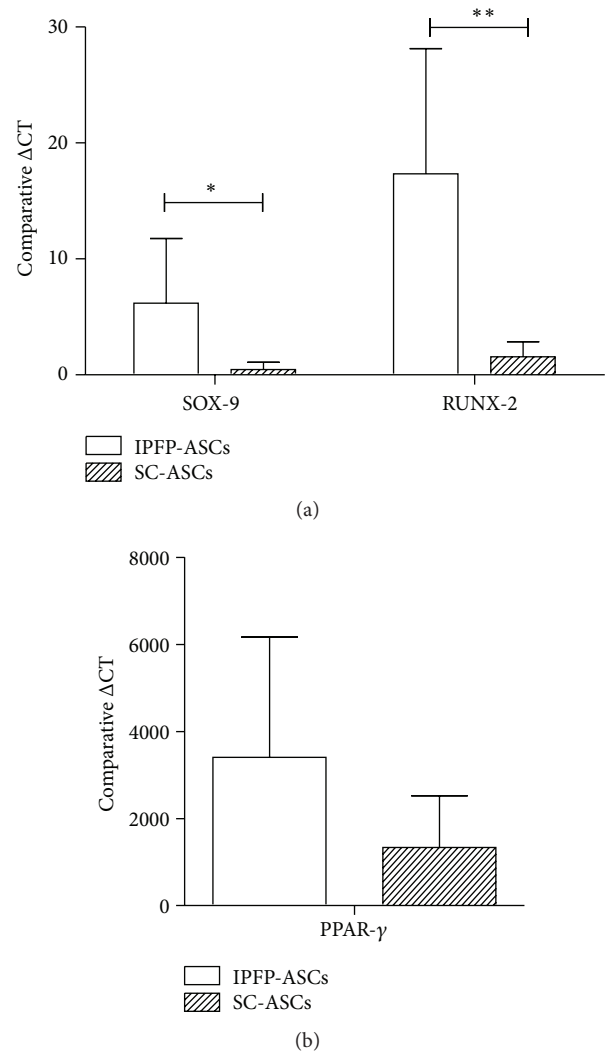 30
**
20
Comparative ΔCT
*
10
0
SOX-9
RUNX-2
IPFP-ASCs
SC-ASCs
(a)
8000
6000
Comparative ΔCT
4000
2000
0
PPAR-γ
IPFP-ASCs
SC-ASCs
(b)